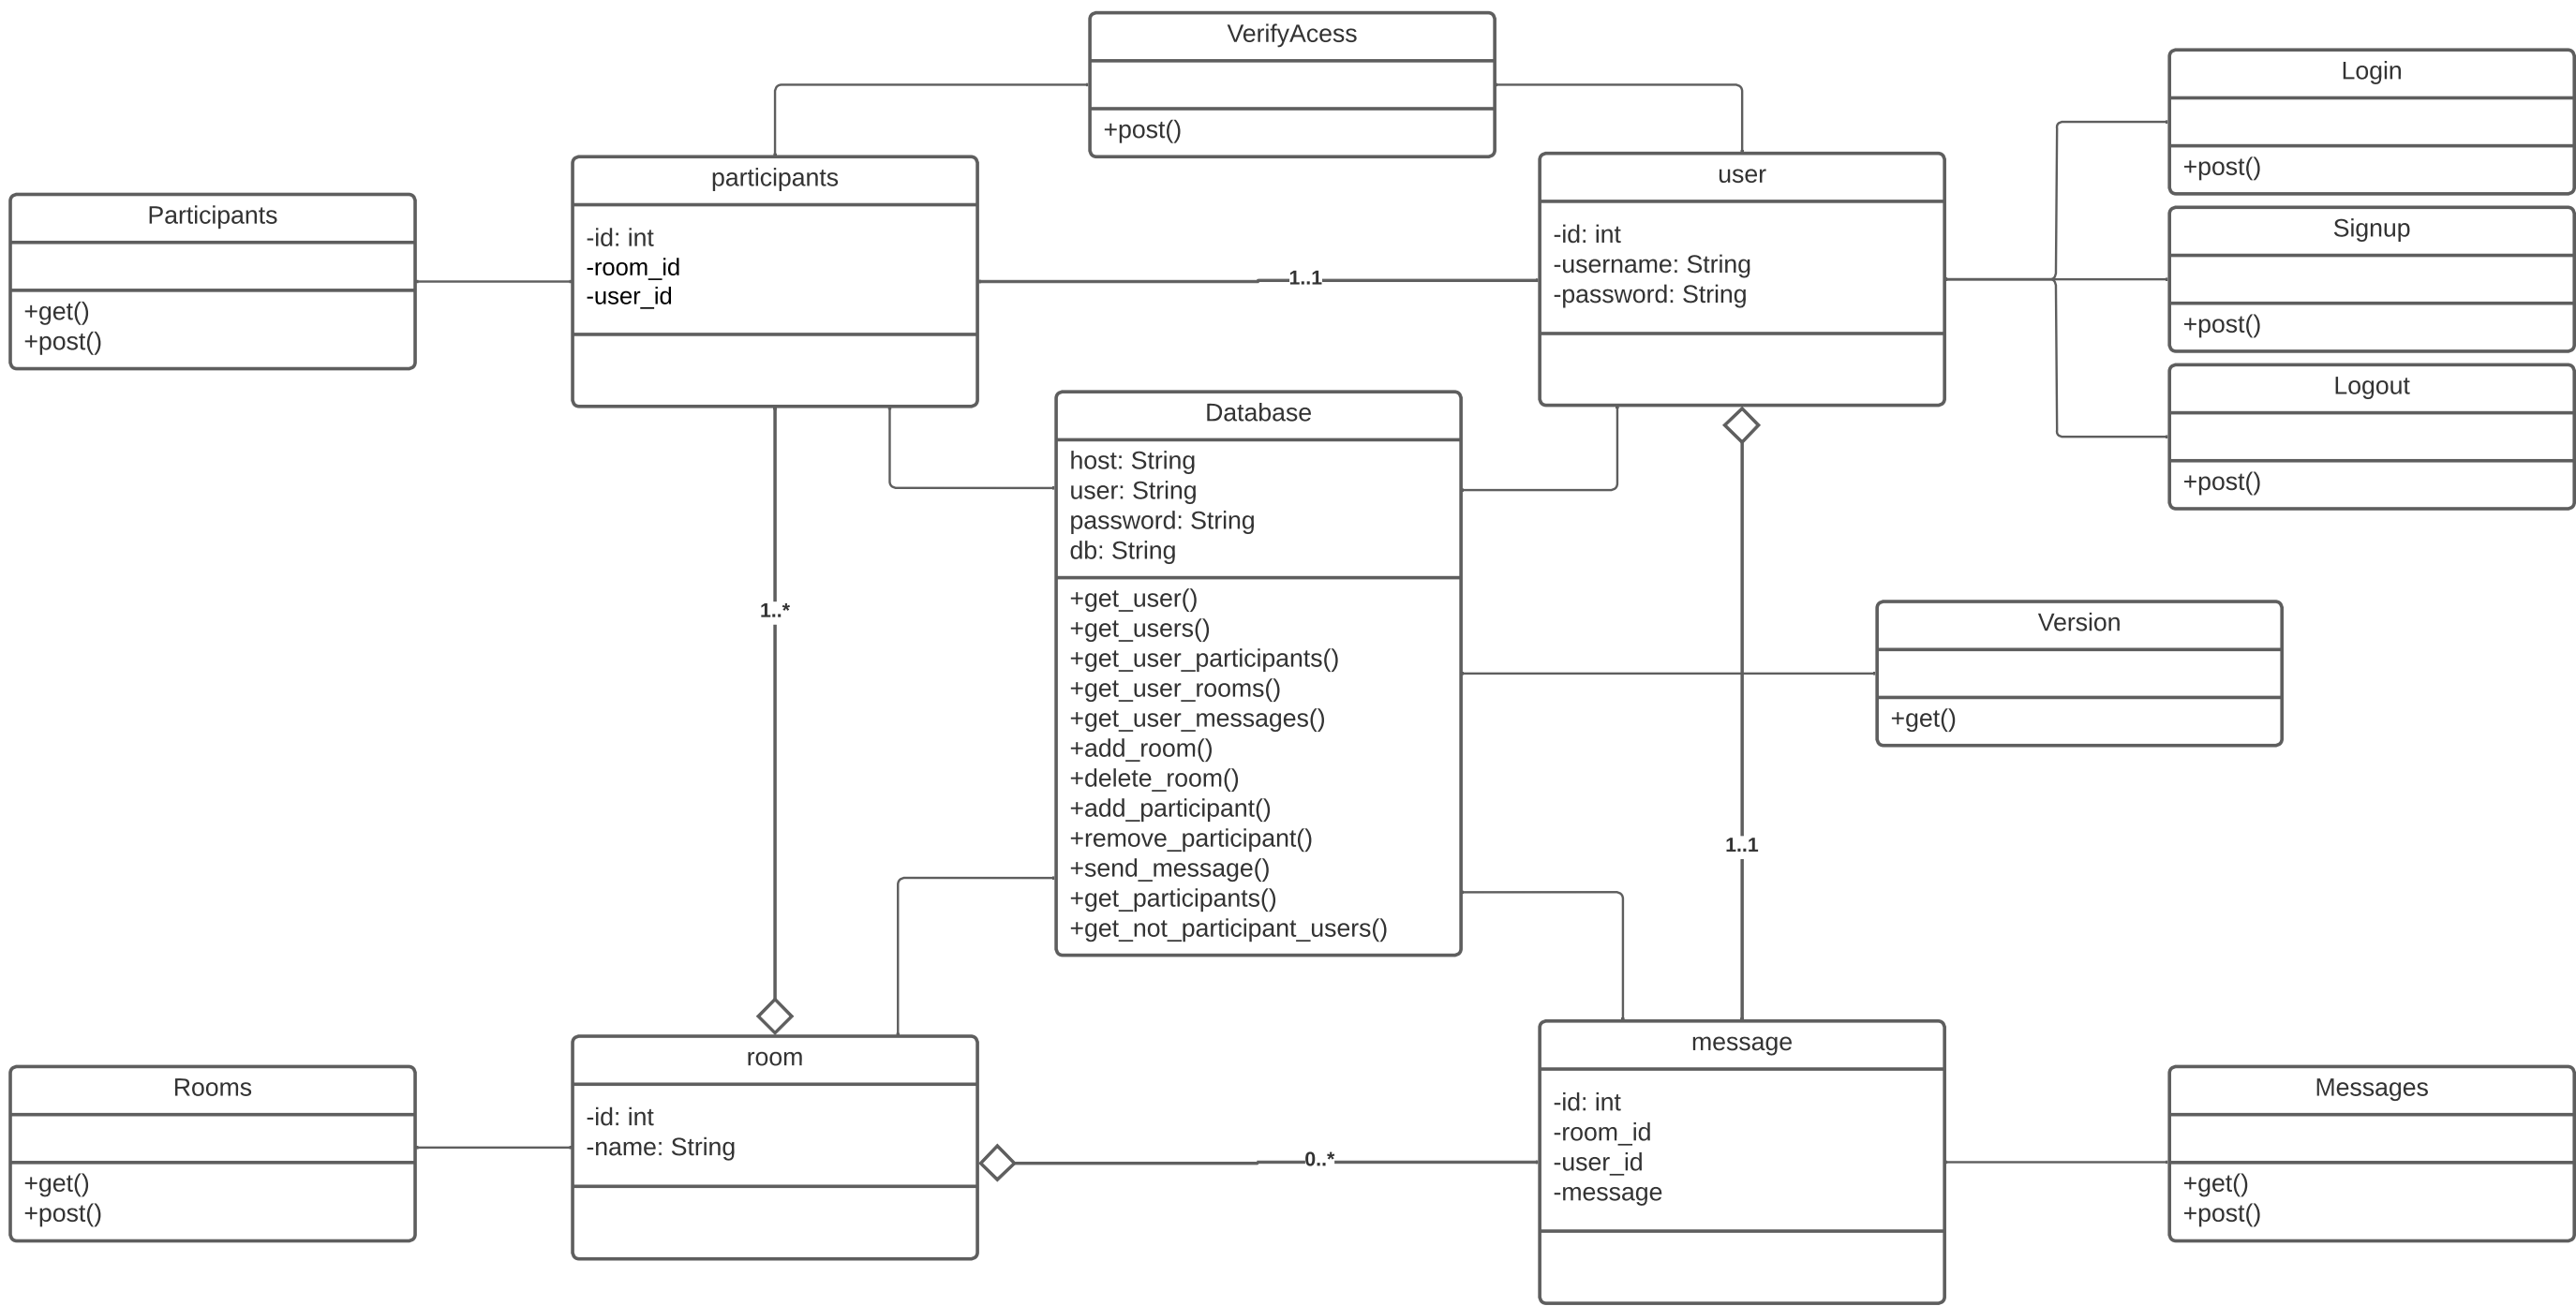 VerifyAcess
+post()
Login
+post()
participants
-id: int
-room_id
-user_id
user
-id: int
-username: String
-password: String
Participants
+get()
+post()
1..1
Signup
+post()
Logout
+post()
Database
host: String
user: String
password: String
db: String
+get_user()
+get_users()
+get_user_participants()
+get_user_rooms()
+get_user_messages()
+add_room()
+delete_room()
+add_participant()
+remove_participant()
+send_message()
+get_participants()
+get_not_participant_users()
1..*
Version
+get()
1..1
room
-id: int
-name: String
message
-id: int
-room_id
-user_id
-message
Rooms
+get()
+post()
0..*
Messages
+get()
+post()